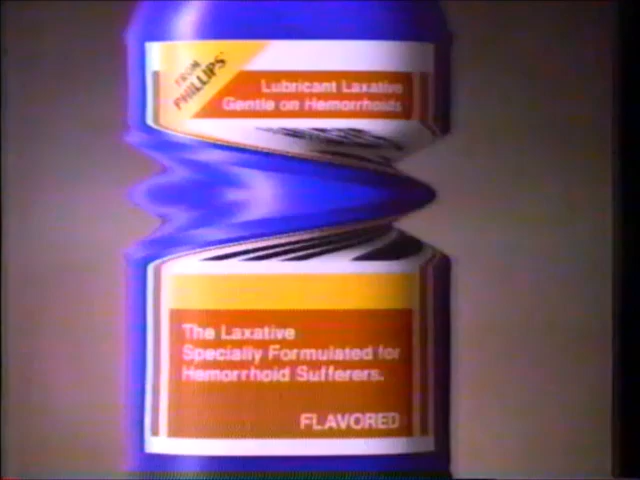 FROM
PHILLIPS'
Lubricant Laxative
Gentle on Hemorrhoids
The Laxative
Specially Formulated for
Hemorrhoid Sufferers.
FLAVORED